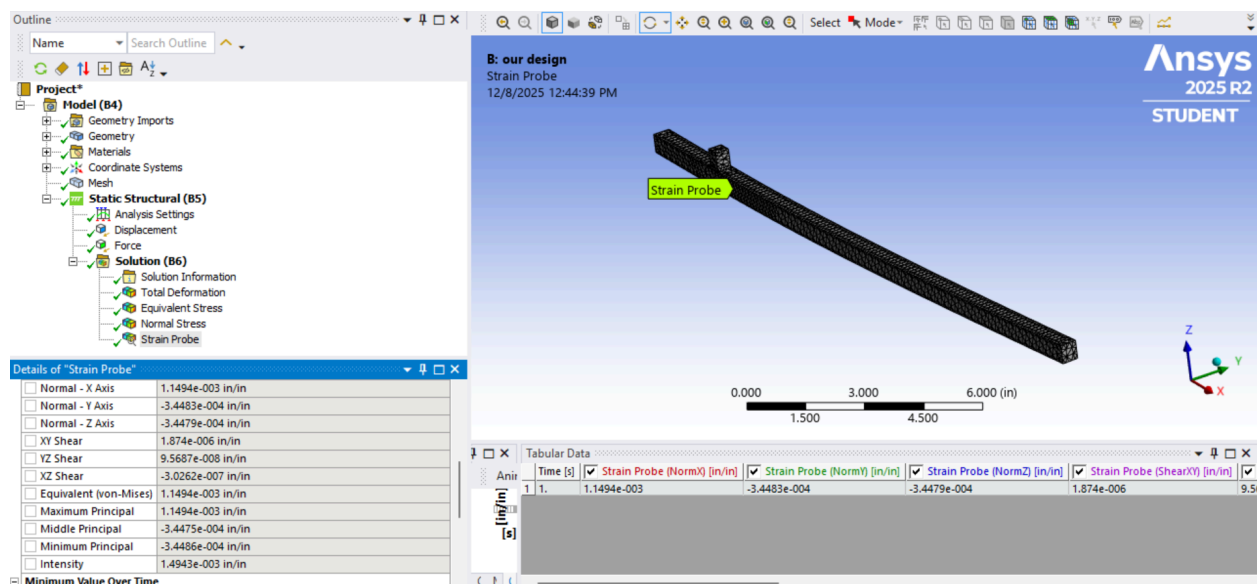 Outline
Name
Search Outline
Project*
Model (B4)
Geometry Imports
Geometry
Materials
Coordinate Systems
Mesh
Static Structural (B5)
Analysis Settings
Displacement
Force
Solution (B6)
Solution Information
Total Deformation
Equivalent Stress
Normal Stress
Strain Probe
Details of "Strain Probe"
Normal - X Axis 1.1494e-003 in/in
Normal - Y Axis -3.4483e-004 in/in
Normal - Z Axis -3.4479e-004 in/in
XY Shear 1.874e-006 in/in
YZ Shear 9.5687e-008 in/in
XZ Shear -3.0262e-007 in/in
Equivalent (von-Mises) 1.1494e-003 in/in
Maximum Principal 1.1494e-003 in/in
Middle Principal -3.4475e-004 in/in
Minimum Principal -3.4486e-004 in/in
Intensity 1.4943e-003 in/in
Minimum Value Over Time
Select Mode
B: our design
Strain Probe
12/8/2025 12:44:39 PM
Ansys
2025 R2
STUDENT
Strain Probe
Z
Y
X
0.000 3.000 6.000 (in)
1.500 4.500
Tabular Data
Time [s] Strain Probe (NormX) [in/in] Strain Probe (NormY) [in/in] Strain Probe (NormZ) [in/in] Strain Probe (ShearXY) [in/in]
1 1. 1.1494e-003 -3.4483e-004 -3.4479e-004 1.874e-006 9.5
[in/in]
[s]